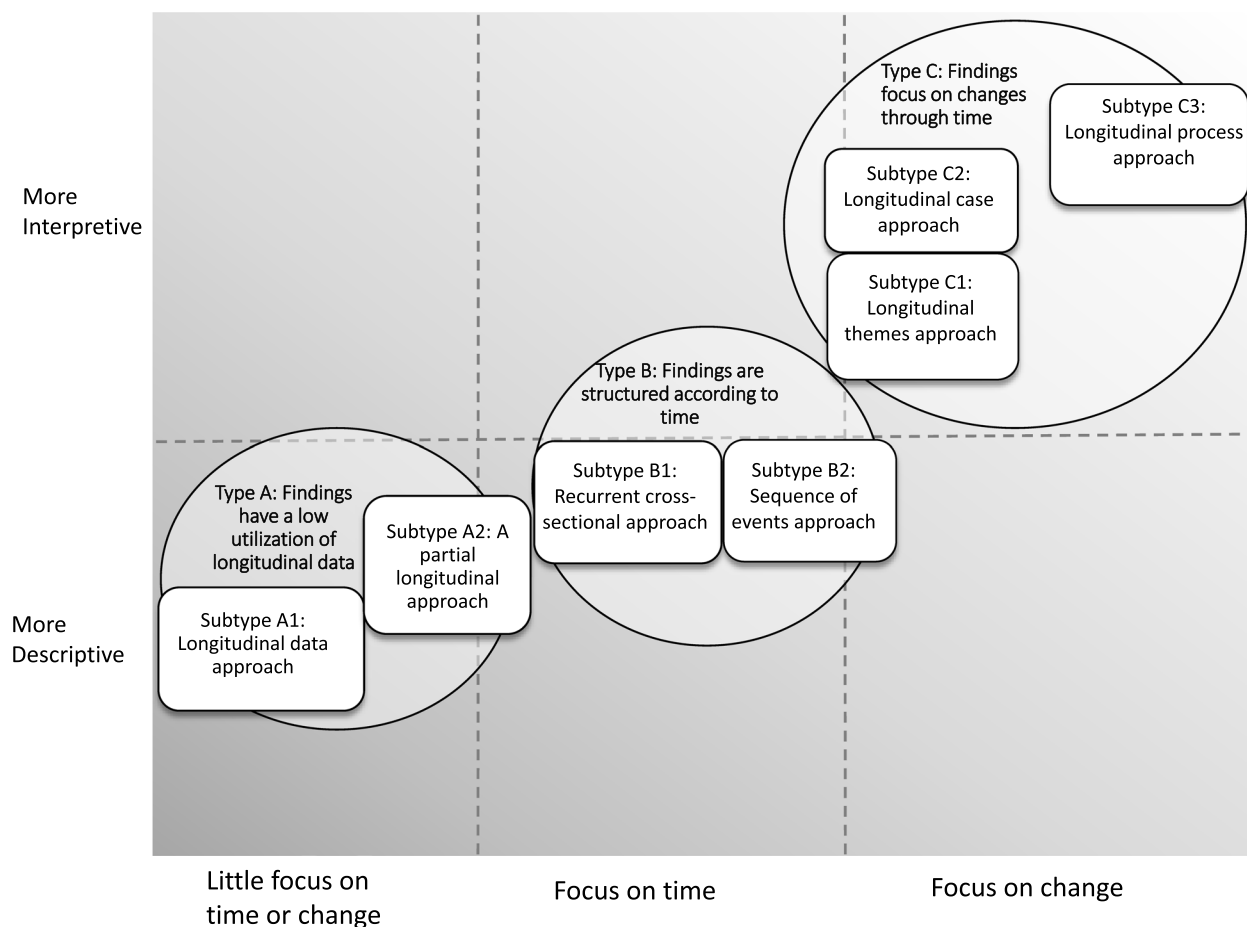 Type C: Findings
focus on changes
through time
Subtype C3:
Longitudinal process
approach
Subtype C2:
Longitudinal case
approach
Subtype C1:
Longitudinal
themes approach
More
Interpretive
Type B: Findings are
structured according to
time
Subtype B1:
Recurrent cross-
sectional approach
Subtype B2:
Sequence of
events approach
Type A: Findings
have a low
utilization of
longitudinal data
Subtype A2: A
partial
longitudinal
approach
Subtype A1:
Longitudinal data
approach
More
Descriptive
Little focus on
time or change
Focus on time
Focus on change